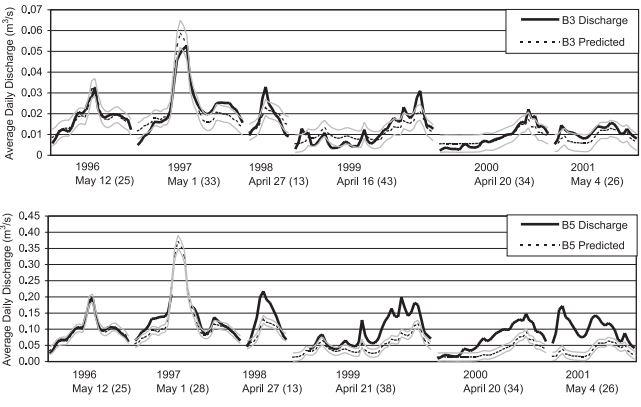 0.07
0.06
0.05
0.04
0.03
0.02
0.01
0
Average Daily Discharge (m³/s)
B3 Discharge
B3 Predicted
1996 1997 1998 1999 2000 2001
May 12 (25) May 1 (33) April 27 (13) April 16 (43) April 20 (34) May 4 (26)
0.45
0.40
0.35
0.30
0.25
0.20
0.15
0.10
0.05
0.00
Average Daily Discharge (m³/s)
B5 Discharge
B5 Predicted
1996 1997 1998 1999 2000 2001
May 12 (25) May 1 (28) April 27 (13) April 21 (38) April 20 (34) May 4 (26)